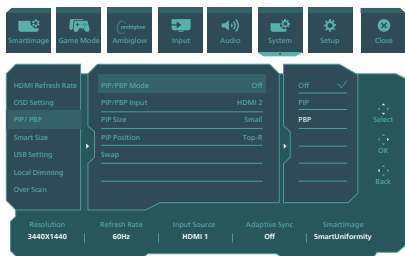 SmartImage
Game Mode
ambiglow
Ambiglow
Input
Audio
System
Setup
Close
HDMI Refresh Rate
OSD Setting
PIP/ PBP
Smart Size
USB Setting
Local Dimming
Over Scan
PIP/PBP Mode Off
PIP/PBP Input HDMI 2
PIP Size Small
PIP Position Top-R
Swap
Off
PIP
PBP
Select
OK
Back
Resolution Refresh Rate Input Source Adaptive Sync SmartImage
3440X1440 | 60Hz | HDMI 1 | Off | SmartUniformity